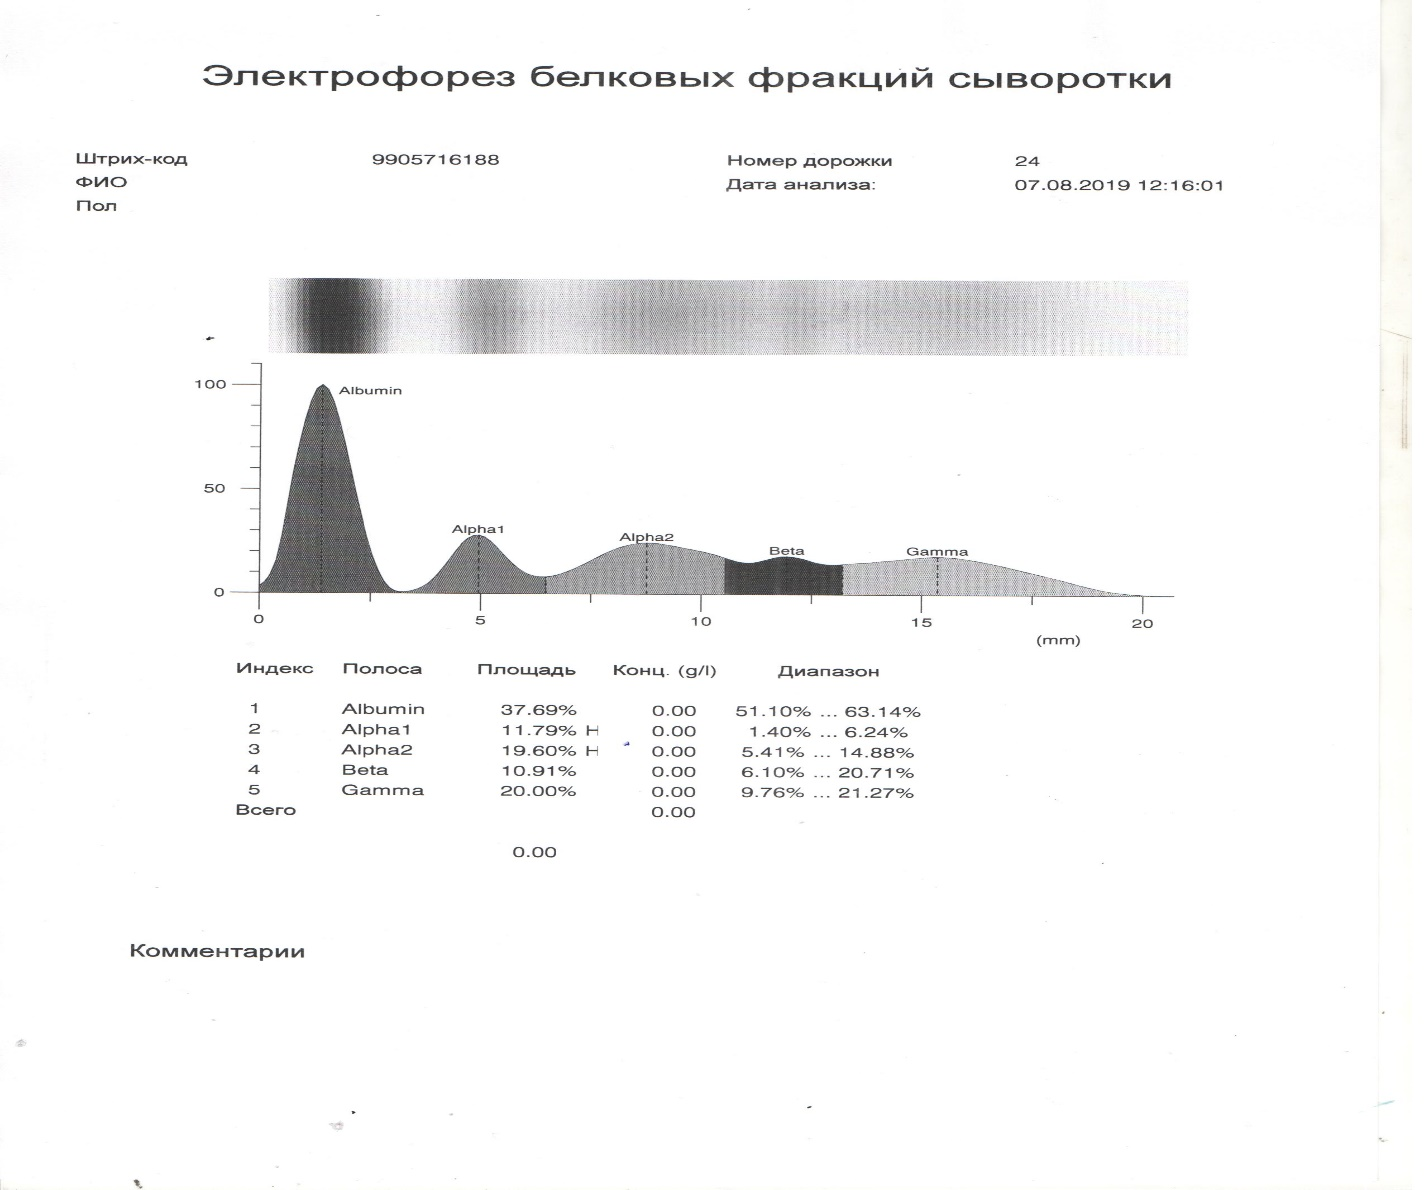 Электрофорез белковых фракций сыворотки
Штрих-код 9905716188 Номер дорожки 24
ФИО Дата анализа: 07.08.2019 12:16:01
Пол
100 Albumin
50
Alpha1 Alpha2 Beta Gamma
0
0 5 10 15 20
(mm)
Индекс Полоса Площадь Конц. (g/l) Диапазон
1 Albumin 37.69% 0.00 51.10% ... 63.14%
2 Alpha1 11.79% H 0.00 1.40% ... 6.24%
3 Alpha2 19.60% H 0.00 5.41% ... 14.88%
4 Beta 10.91% 0.00 6.10% ... 20.71%
5 Gamma 20.00% 0.00 9.76% ... 21.27%
Всего 0.00
0.00
Комментарии